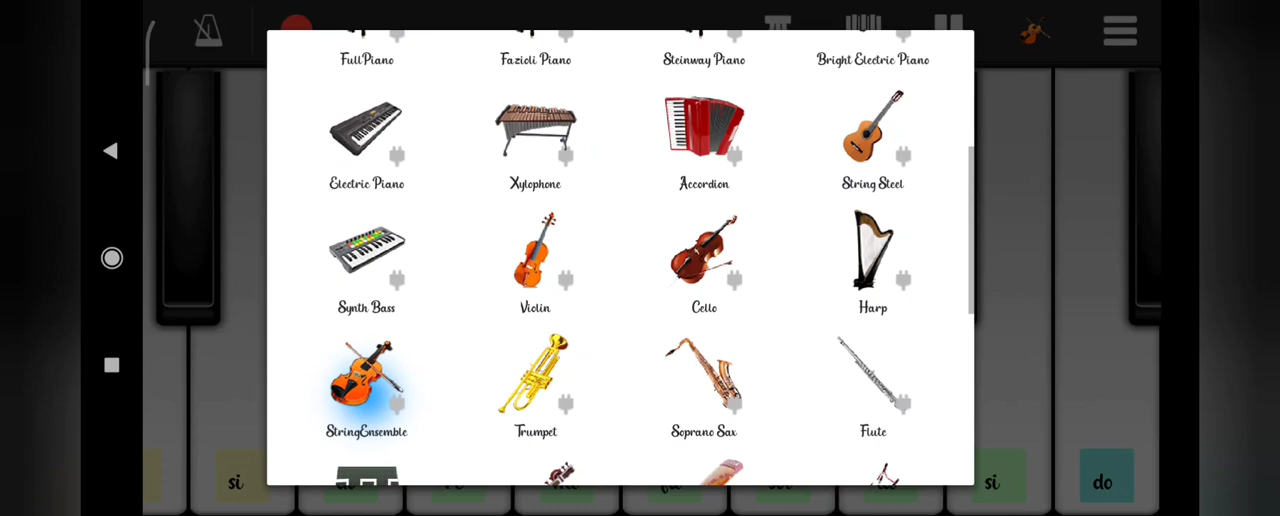 FullPiano
Fazioli Piano
Steinway Piano
Bright Electric Piano
Electric Piano
Xylophone
Accordion
String Steel
Synth Bass
Violin
Cello
Harp
StringEnsemble
Trumpet
Soprano Sax
Flute
si
si
do